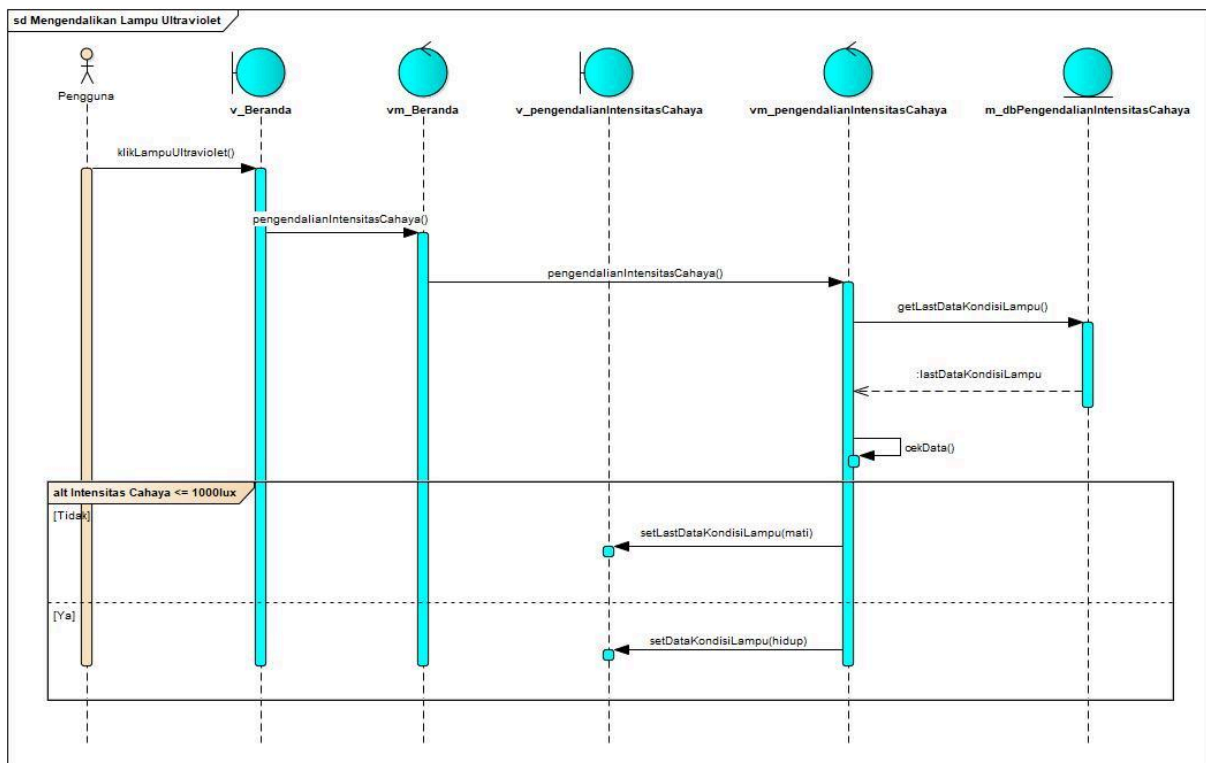 sd Mengendalikan Lampu Ultraviolet
Pengguna
v_Beranda
vm_Beranda
v_pengendalianIntensitasCahaya
vm_pengendalianIntensitasCahaya
m_dbPengendalianIntensitasCahaya
klikLampuUltraviolet()
pengendalianIntensitasCahaya()
pengendalianIntensitasCahaya()
getLastDataKondisiLampu()
:lastDataKondisiLampu
cekData()
alt Intensitas Cahaya <= 1000lux
[Tidak]
setLastDataKondisiLampu(mati)
[Ya]
setDataKondisiLampu(hidup)